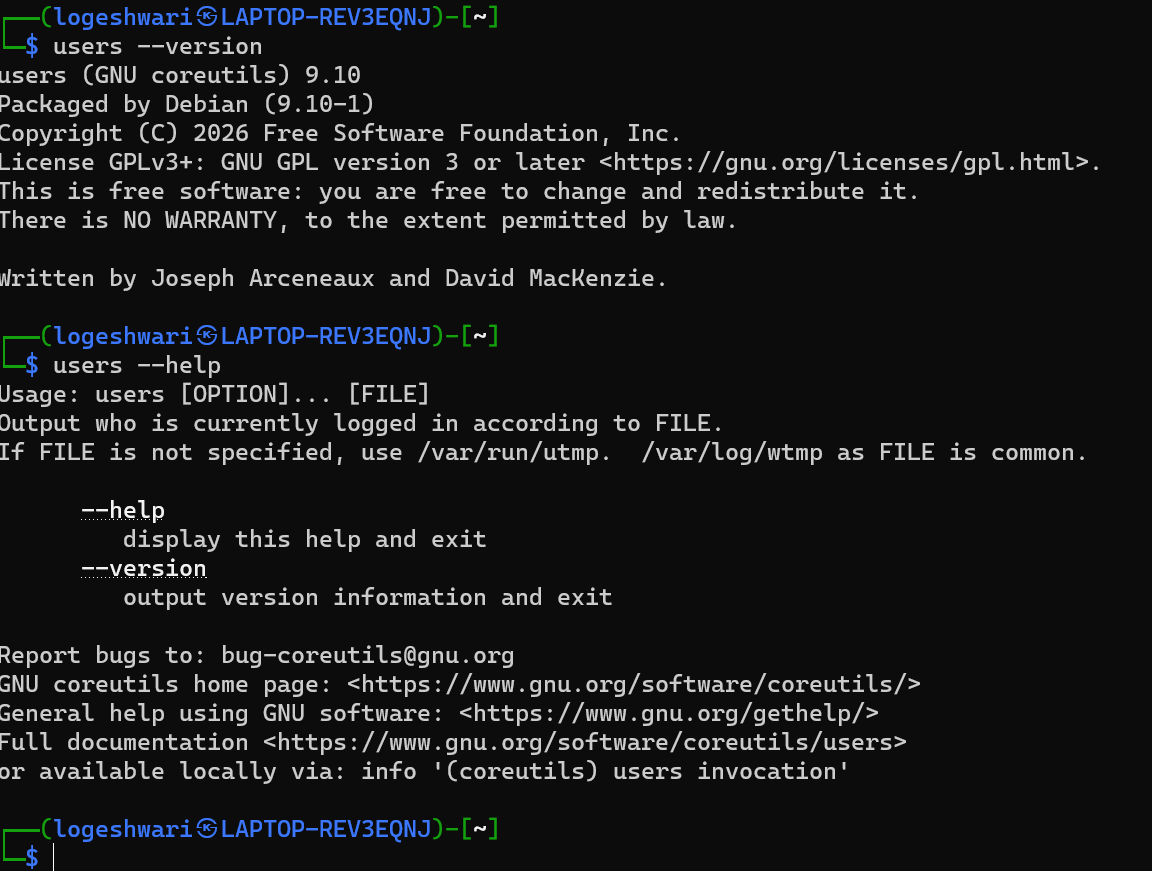 ┌──(logeshwari㉿LAPTOP-REV3EQNJ)-[~]
└─$ users --version
users (GNU coreutils) 9.10
Packaged by Debian (9.10-1)
Copyright (C) 2026 Free Software Foundation, Inc.
License GPLv3+: GNU GPL version 3 or later <https://gnu.org/licenses/gpl.html>.
This is free software: you are free to change and redistribute it.
There is NO WARRANTY, to the extent permitted by law.

Written by Joseph Arceneaux and David MacKenzie.

┌──(logeshwari㉿LAPTOP-REV3EQNJ)-[~]
└─$ users --help
Usage: users [OPTION]... [FILE]
Output who is currently logged in according to FILE.
If FILE is not specified, use /var/run/utmp.  /var/log/wtmp as FILE is common.

      --help
         display this help and exit
      --version
         output version information and exit

Report bugs to: bug-coreutils@gnu.org
GNU coreutils home page: <https://www.gnu.org/software/coreutils/>
General help using GNU software: <https://www.gnu.org/gethelp/>
Full documentation <https://www.gnu.org/software/coreutils/users>
or available locally via: info '(coreutils) users invocation'

┌──(logeshwari㉿LAPTOP-REV3EQNJ)-[~]
└─$